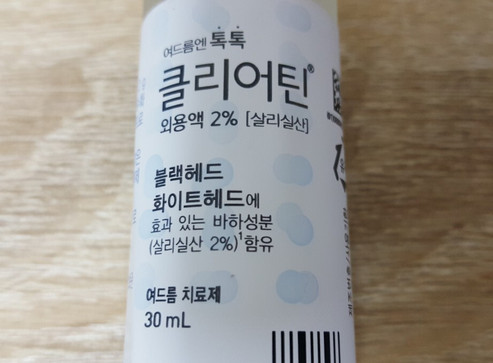 여드름엔 톡톡
클리어틴®
외용액 2% [살리실산]
블랙헤드
화이트헤드에
효과 있는 바하성분
(살리실산 2%)¹함유
여드름 치료제
30 mL